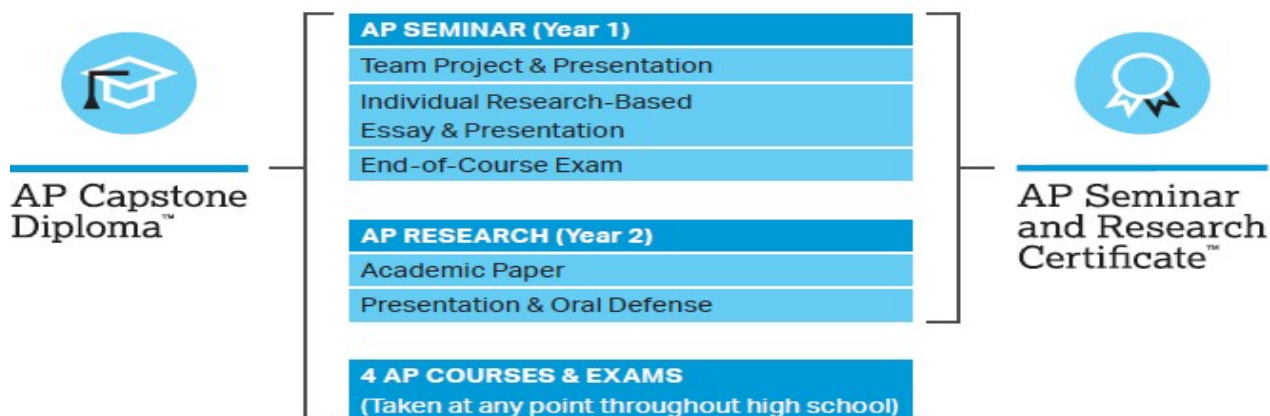 AP Capstone
Diploma™
AP SEMINAR (Year 1)
Team Project & Presentation
Individual Research-Based
Essay & Presentation
End-of-Course Exam
AP RESEARCH (Year 2)
Academic Paper
Presentation & Oral Defense
4 AP COURSES & EXAMS
(Taken at any point throughout high school)
AP Seminar
and Research
Certificate™